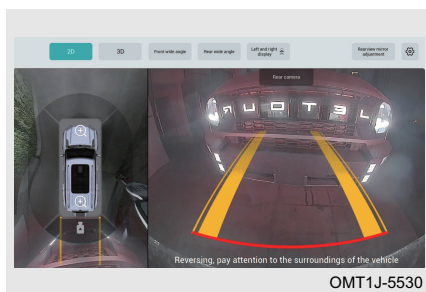 2D
3D
Front wide angle
Rear wide angle
Left and right
display
Rearview mirror
adjustment
Rear camera
JETOUR
Reversing, pay attention to the surroundings of the vehicle
OMT1J-5530